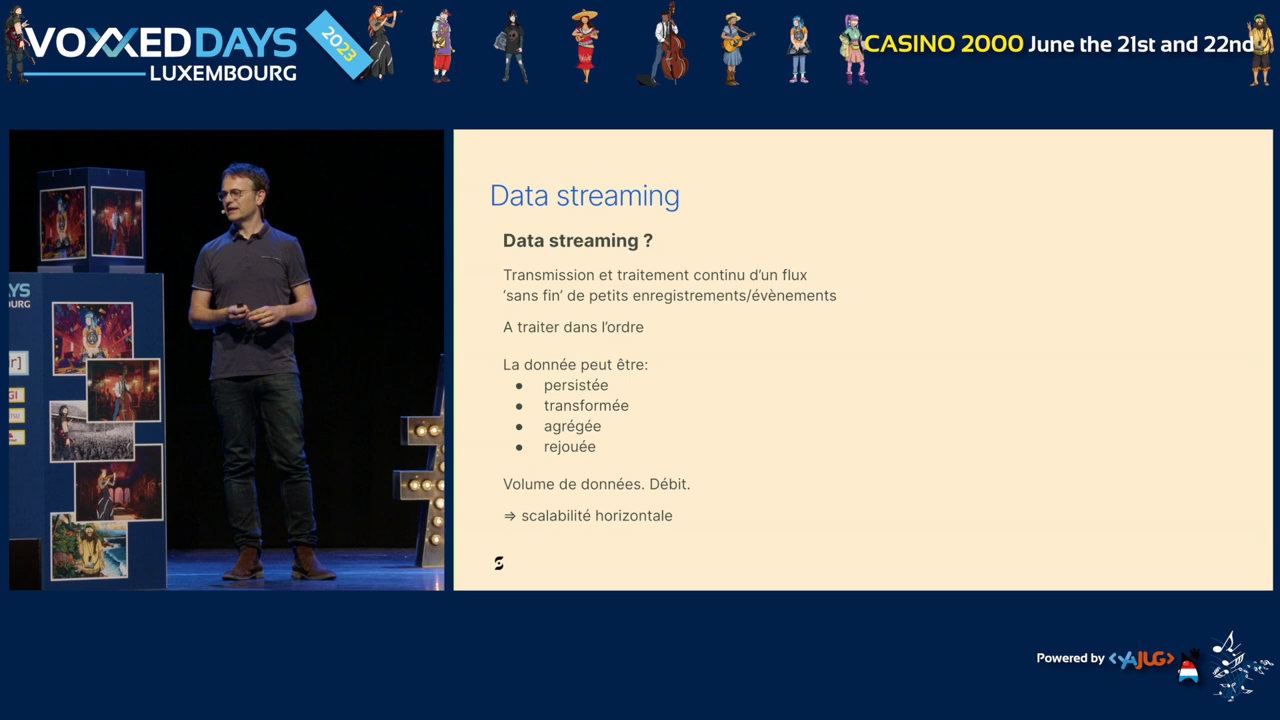 VOXXED DAYS
LUXEMBOURG
2023
CASINO 2000 June the 21st and 22nd
Data streaming
Data streaming ?
Transmission et traitement continu d’un flux
‘sans fin’ de petits enregistrements/évènements
A traiter dans l’ordre
La donnée peut être:
● persistée
● transformée
● agrégée
● rejouée
Volume de données. Débit.
⇒ scalabilité horizontale
Powered by <YAJUG>